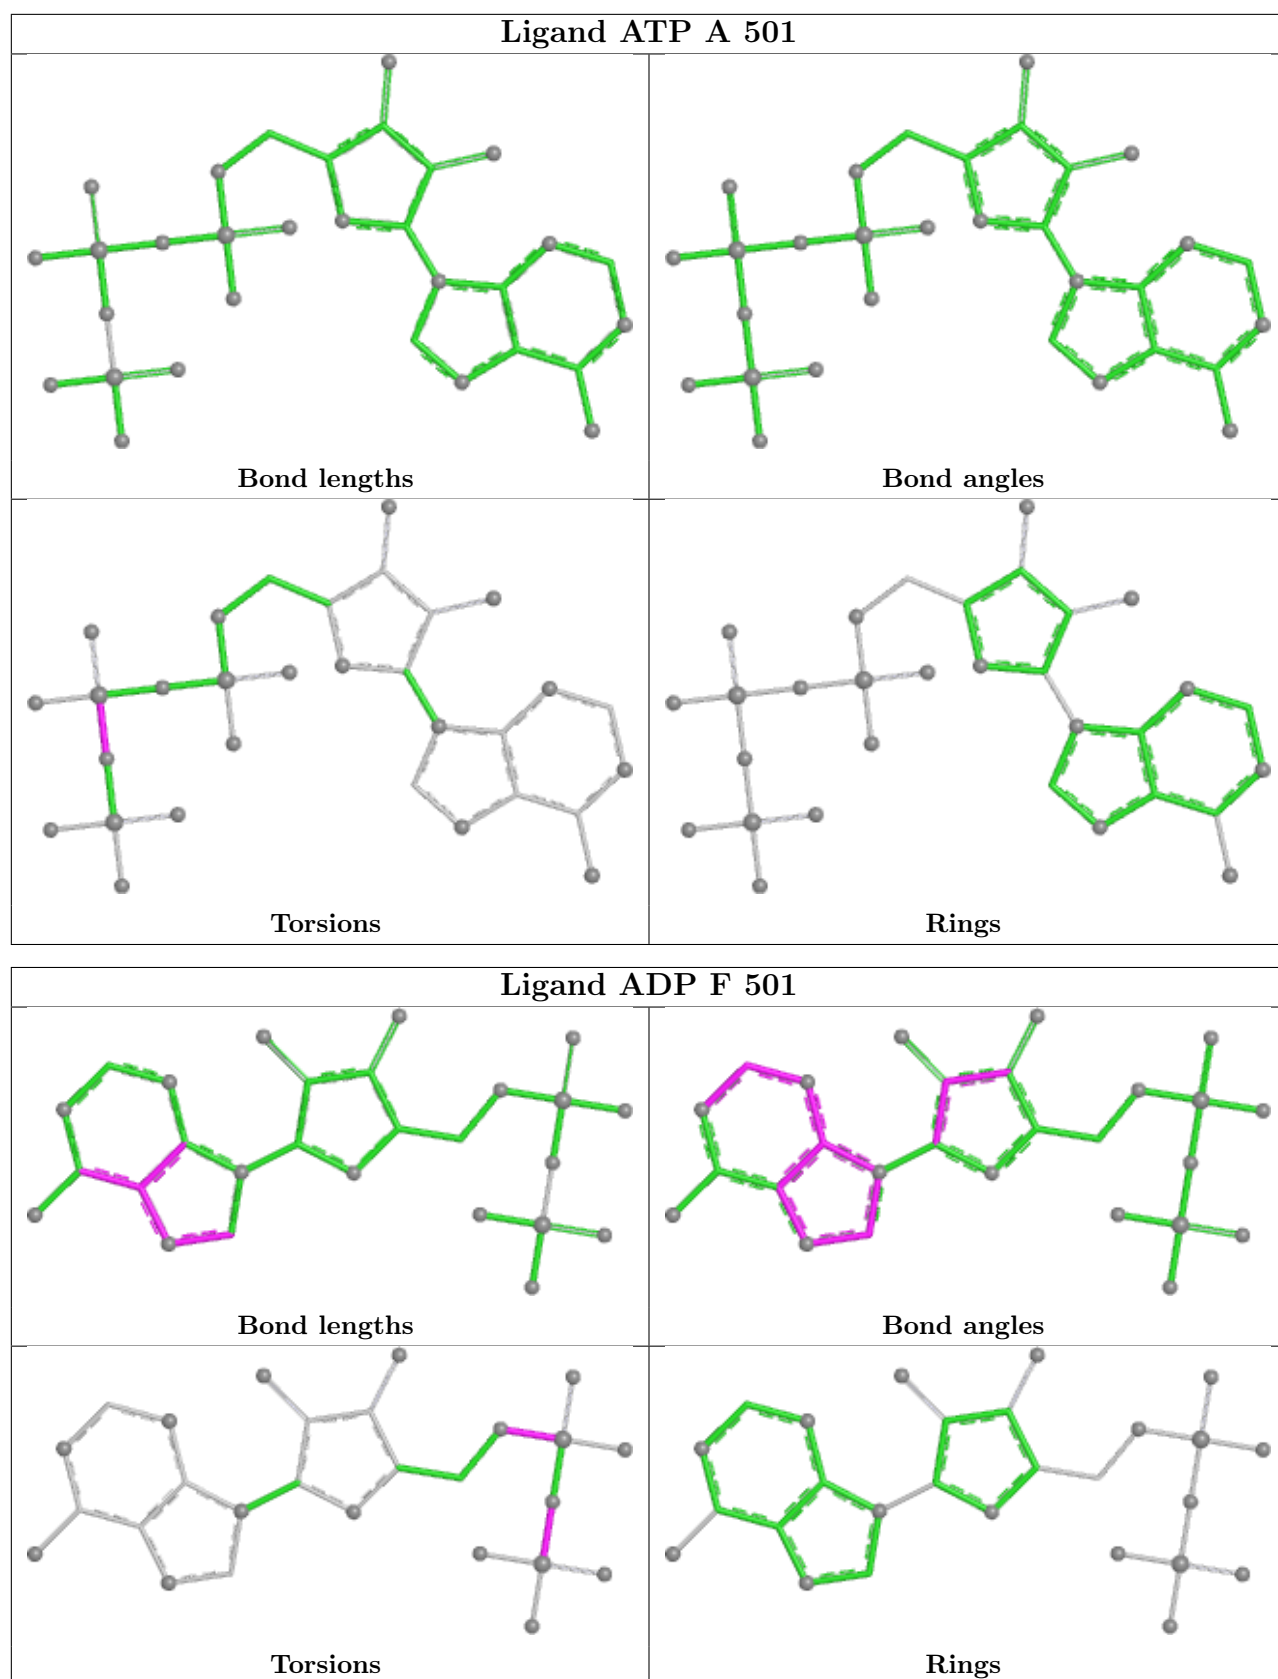 Ligand ATP A 501
Bond lengths
Bond angles
Torsions
Rings
Ligand ADP F 501
Bond lengths
Bond angles
Torsions
Rings